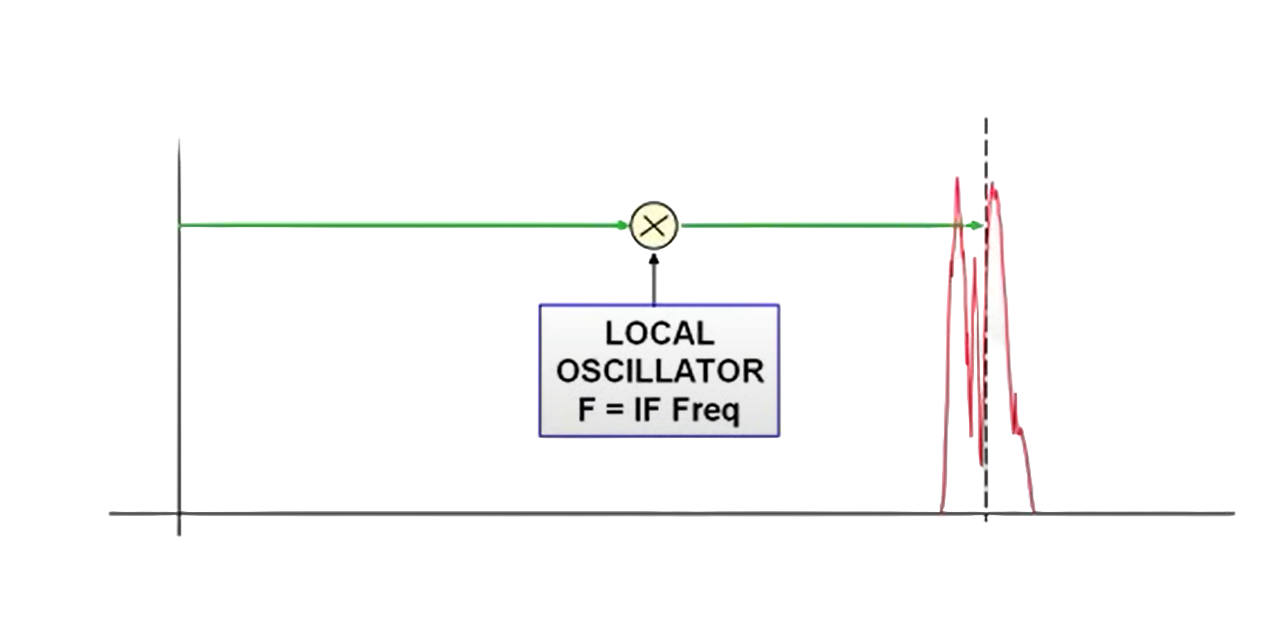 LOCAL
OSCILLATOR
F = IF Freq